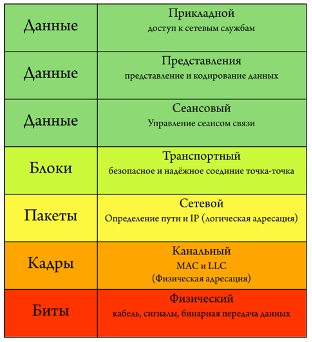 Данные
Прикладной
доступ к сетевым службам
Данные
Представления
представление и кодирование данных
Данные
Сеансовый
Управление сеансом связи
Блоки
Транспортный
безопасное и надёжное соединие точка-точка
Пакеты
Сетевой
Определение пути и IP (логическая адресация)
Кадры
Канальный
MAC и LLC
(Физическая адресация)
Биты
Физический
кабель, сигналы, бинарная передача данных